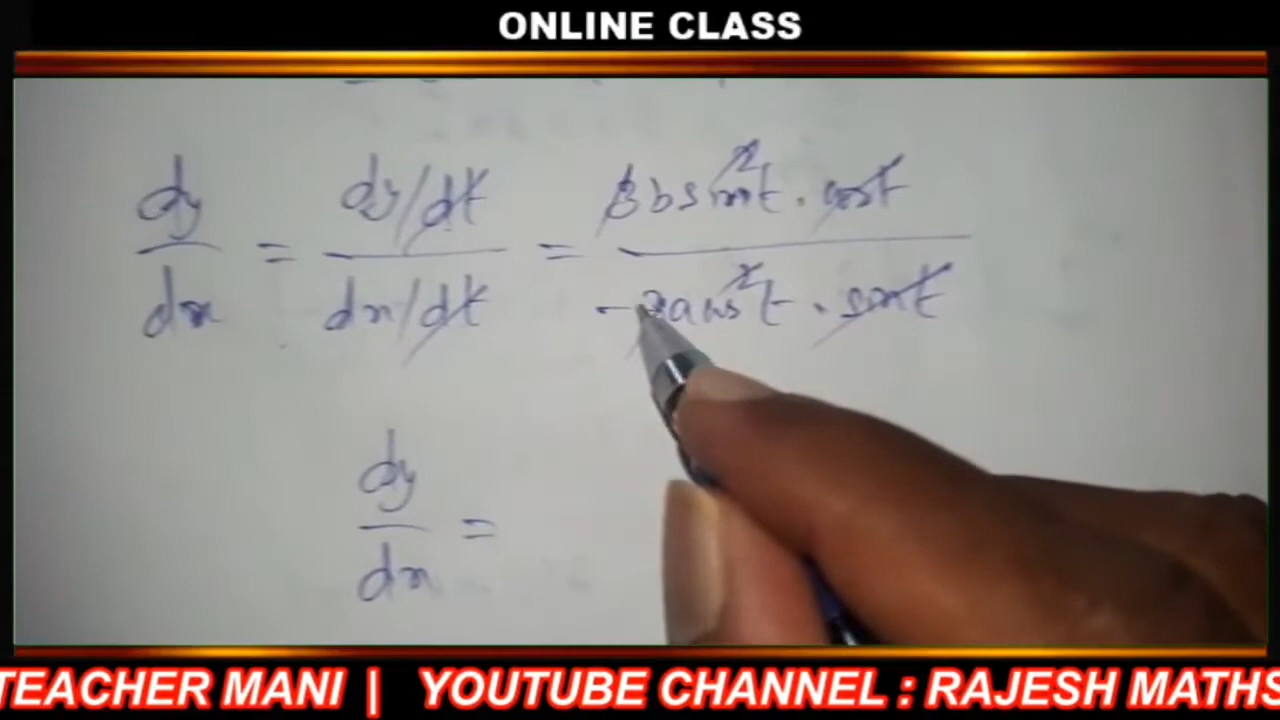 ONLINE CLASS
dy/dx = (dy/dt)/(dx/dt) = (3b sin²t . cost)/(-3a cos²t . sint)
dy/dx =
TEACHER MANI | YOUTUBE CHANNEL : RAJESH MATHS